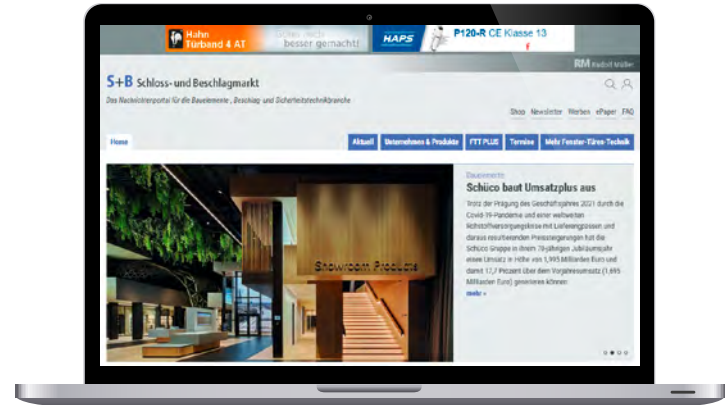 Hahn
Türband 4 AT
besser gemacht!
HAPS
P120-R CE Klasse 13
RM Rudolf Müller
S+B Schloss- und Beschlagmarkt
Das Nachrichtenportal für die Bauelemente-, Beschlag- und Sicherheitstechnikbranche
Shop Newsletter Werben ePaper FAQ
Home Aktuell Unternehmen & Produkte FTT PLUS Termine Mehr Fenster-Türen-Technik
Showroom Products
Bauelemente
Schüco baut Umsatzplus aus
Trotz der Prägung des Geschäftsjahres 2021 durch die
Covid-19-Pandemie und einer weltweiten
Rohstoffversorgungskrise mit Lieferengpässen und
daraus resultierenden Preissteigerungen hat die
Schüco Gruppe in ihrem 70-jährigen Jubiläumsjahr
einen Umsatz in Höhe von 1,995 Milliarden Euro und
damit 17,7 Prozent über dem Vorjahresumsatz (1,695
Milliarden Euro) generieren können.
mehr »